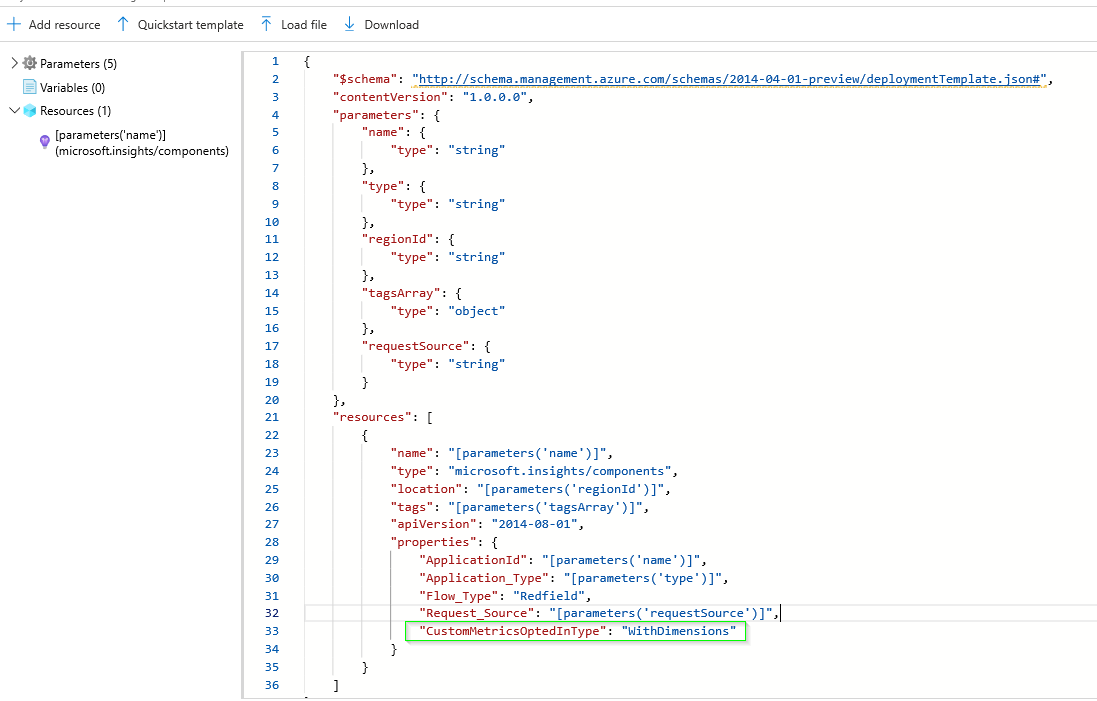 Add resource Quickstart template Load file Download
Parameters (5)
Variables (0)
Resources (1)
[parameters('name')]
(microsoft.insights/components)
1 {
2 "$schema": "http://schema.management.azure.com/schemas/2014-04-01-preview/deploymentTemplate.json#",
3 "contentVersion": "1.0.0.0",
4 "parameters": {
5 "name": {
6 "type": "string"
7 },
8 "type": {
9 "type": "string"
10 },
11 "regionId": {
12 "type": "string"
13 },
14 "tagsArray": {
15 "type": "object"
16 },
17 "requestSource": {
18 "type": "string"
19 }
20 },
21 "resources": [
22 {
23 "name": "[parameters('name')]",
24 "type": "microsoft.insights/components",
25 "location": "[parameters('regionId')]",
26 "tags": "[parameters('tagsArray')]",
27 "apiVersion": "2014-08-01",
28 "properties": {
29 "ApplicationId": "[parameters('name')]",
30 "Application_Type": "[parameters('type')]",
31 "Flow_Type": "Redfield",
32 "Request_Source": "[parameters('requestSource')]",
33 "CustomMetricsOptedInType": "WithDimensions"
34 }
35 }
36 ]